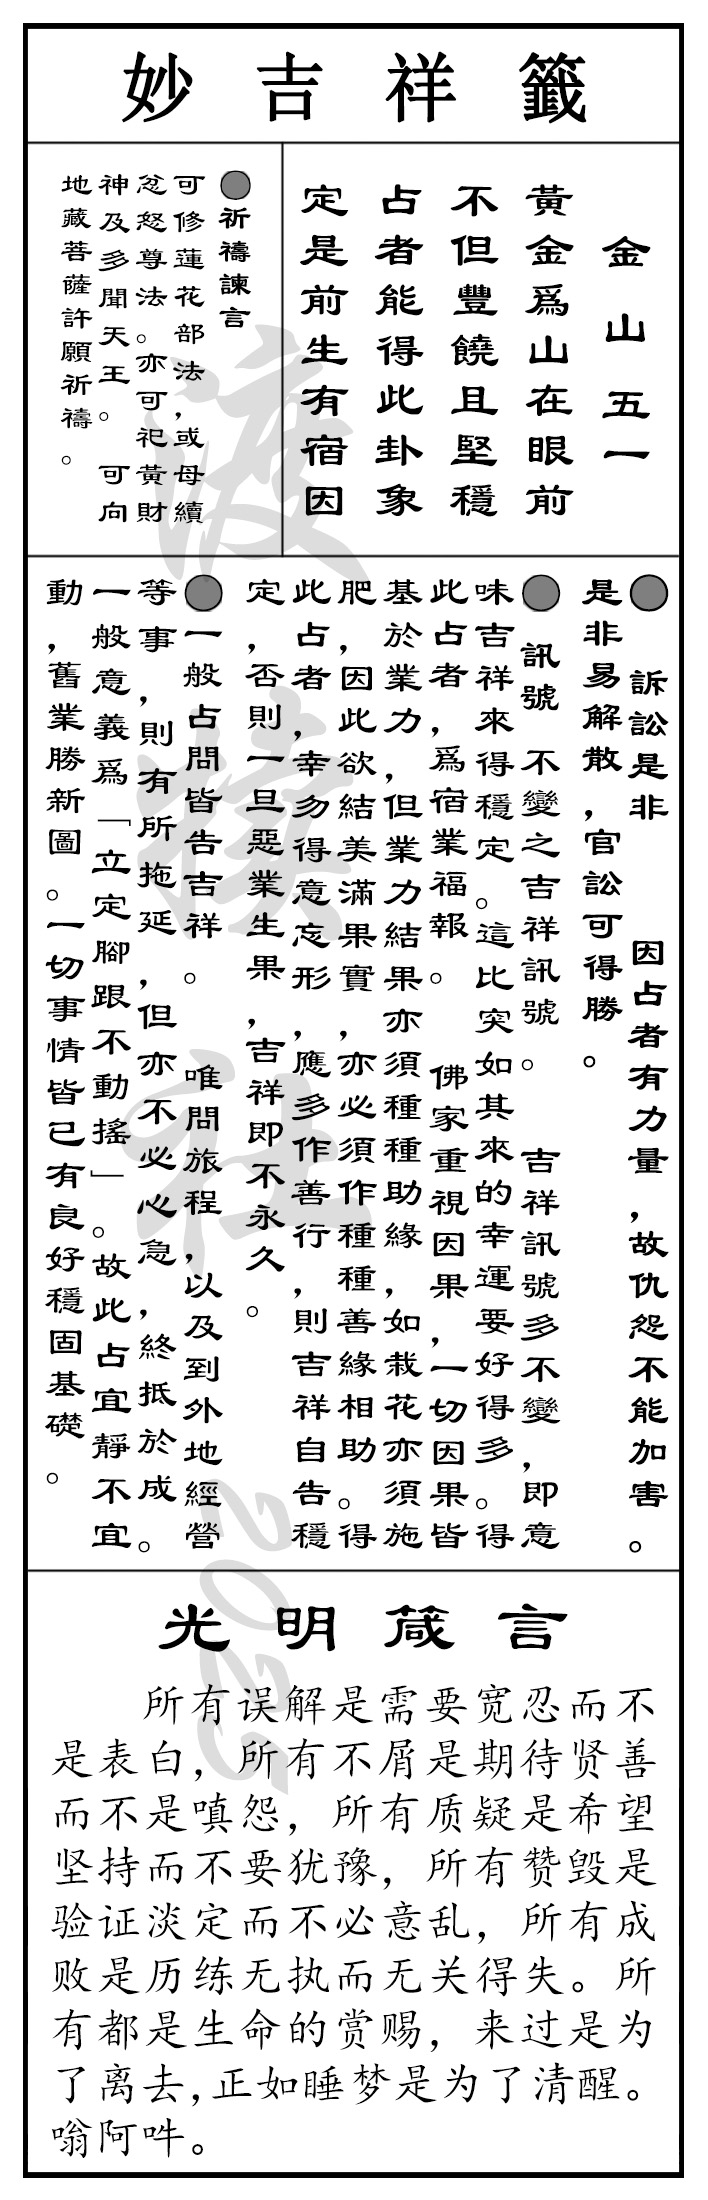 妙吉祥籤
金山五一
黃金爲山在眼前
不但豐饒且堅穩
占者能得此卦象
定是前生有宿因
●祈禱諫言
可修蓮花部法，或母續
忿怒尊法。亦可祀黃財
神及多聞天王。可向
地藏菩薩許願祈禱。
●訴訟是非 因占者有力量，故仇怨不能加害。
是非易解散，官訟可得勝。
●訊號 不變之吉祥訊號。吉祥訊號多不變，即意
味吉祥來得穩定。這比突如其來的幸運要好得多。得
此占者，爲宿業福報。佛家重視因果，一切因果皆
基於業力，但業力結果亦須種種助緣，如栽花亦須施
肥，因此欲結美滿果實，亦必須作種種善緣相助。得
此占者，幸勿得意忘形，應多作善行，則吉祥自告穩
定，否則一旦惡業生果，吉祥即不永久。
●一般占問皆告吉祥。唯問旅程，以及到外地經營
等事，則有所拖延，但亦不必心急，終抵於成。
一般意義爲「立定腳跟不動搖」。故此占宜靜不宜
動，舊業勝新圖。一切事情皆已有良好穩固基礎。
光明箴言
所有误解是需要宽忍而不
是表白，所有不屑是期待贤善
而不是嗔怨，所有质疑是希望
坚持而不要犹豫，所有赞毁是
验证淡定而不必意乱，所有成
败是历练无执而无关得失。所
有都是生命的赏赐，来过是为
了离去，正如睡梦是为了清醒。
嗡阿吽。
2025